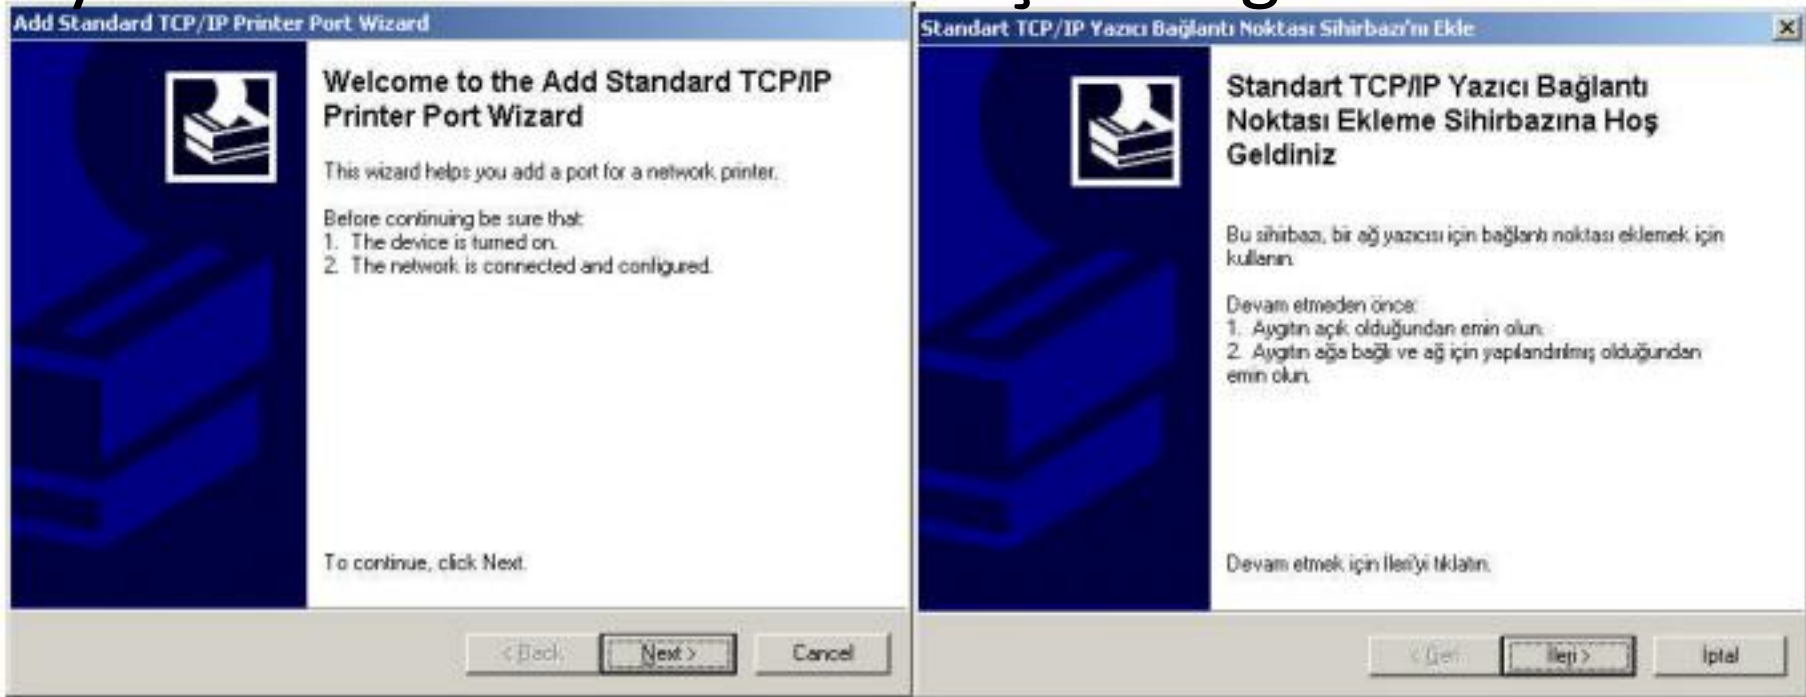 Add Standard TCP/IP Printer Port Wizard
Welcome to the Add Standard TCP/IP
Printer Port Wizard
This wizard helps you add a port for a network printer.
Before continuing be sure that:
1. The device is turned on.
2. The network is connected and configured.
To continue, click Next.
< Back
Next >
Cancel
Standart TCP/IP Yazıcı Bağlantı Noktası Sihirbazı'nı Ekle
Standart TCP/IP Yazıcı Bağlantı
Noktası Ekleme Sihirbazına Hoş
Geldiniz
Bu sihirbazı, bir ağ yazıcısı için bağlantı noktası eklemek için
kullanın.
Devam etmeden önce:
1. Aygıtın açık olduğundan emin olun.
2. Aygıtın ağa bağlı ve ağ için yapılandırılmış olduğundan
emin olun.
Devam etmek için İleri'yi tıklatın.
< Geri
İleri >
İptal